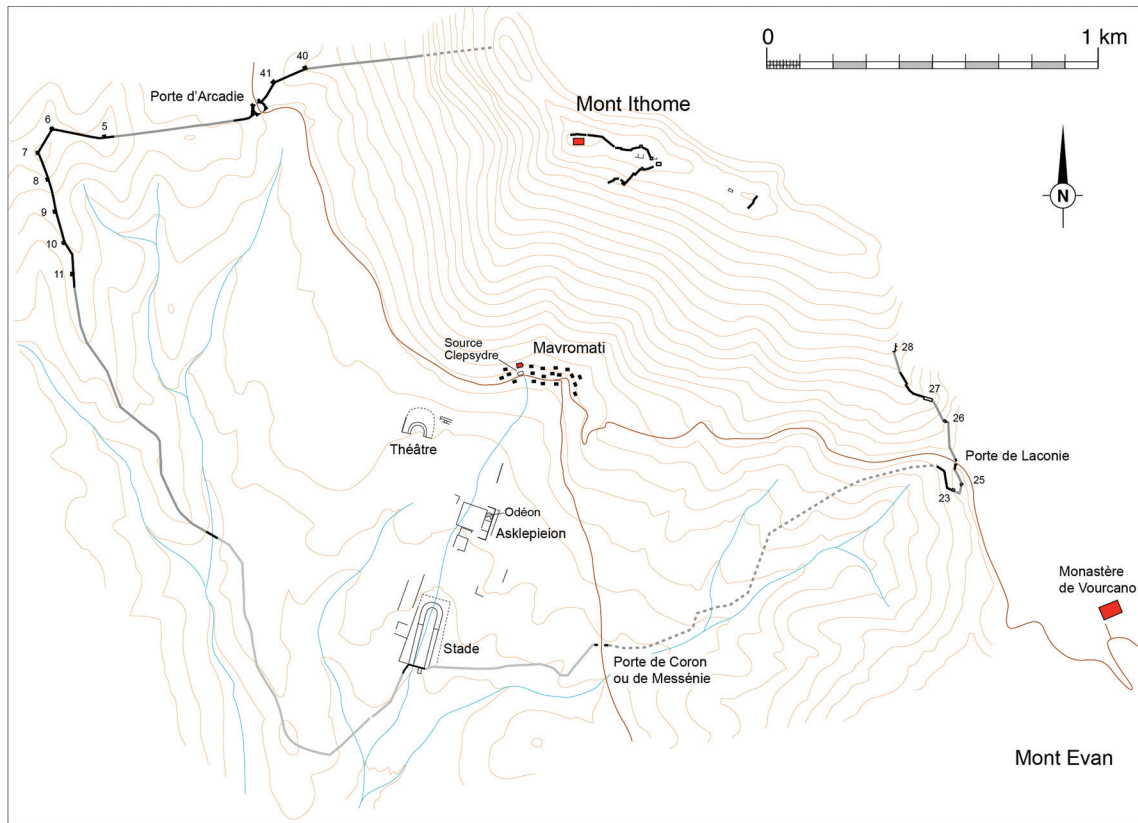 0 1 km
40
41
Porte d'Arcadie
Mont Ithome
6
5
7
8
9
10
11
N
Source
Clepsydre
Mavromati
28
27
26
Théâtre
Porte de Laconie
25
23
Odéon
Asklepieion
Monastère
de Vourcano
Stade
Porte de Coron
ou de Messénie
Mont Evan